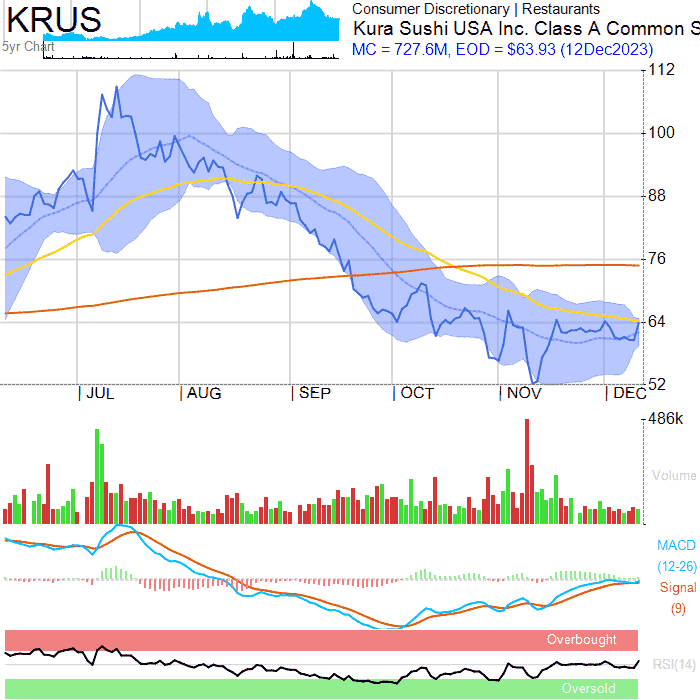 KRUS
Consumer Discretionary | Restaurants
Kura Sushi USA Inc. Class A Common S
5yr Chart
MC = 727.6M, EOD = $63.93 (12Dec2023)
112
100
88
76
64
52
JUL
AUG
SEP
OCT
NOV
DEC
486k
Volume
MACD
(12-26)
Signal
(9)
Overbought
RSI(14)
Oversold